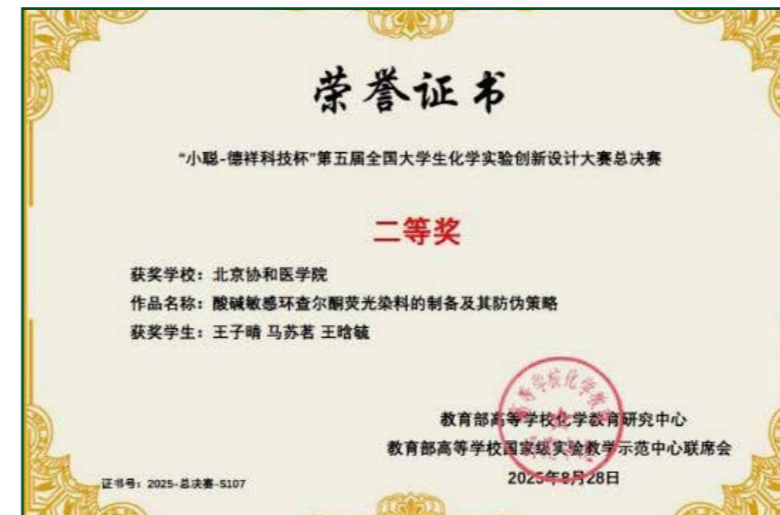 荣誉证书
“小聪-德祥科技杯”第五届全国大学生化学实验创新设计大赛总决赛
二等奖
获奖学校：北京协和医学院
作品名称：酸碱敏感环查尔酮荧光染料的制备及其防伪策略
获奖学生：王子晴 马苏茗 王晗毓
教育部高等学校化学教育研究中心
教育部高等学校国家级实验教学示范中心联席会
2025年8月28日
证书号：2025-总决赛-S107